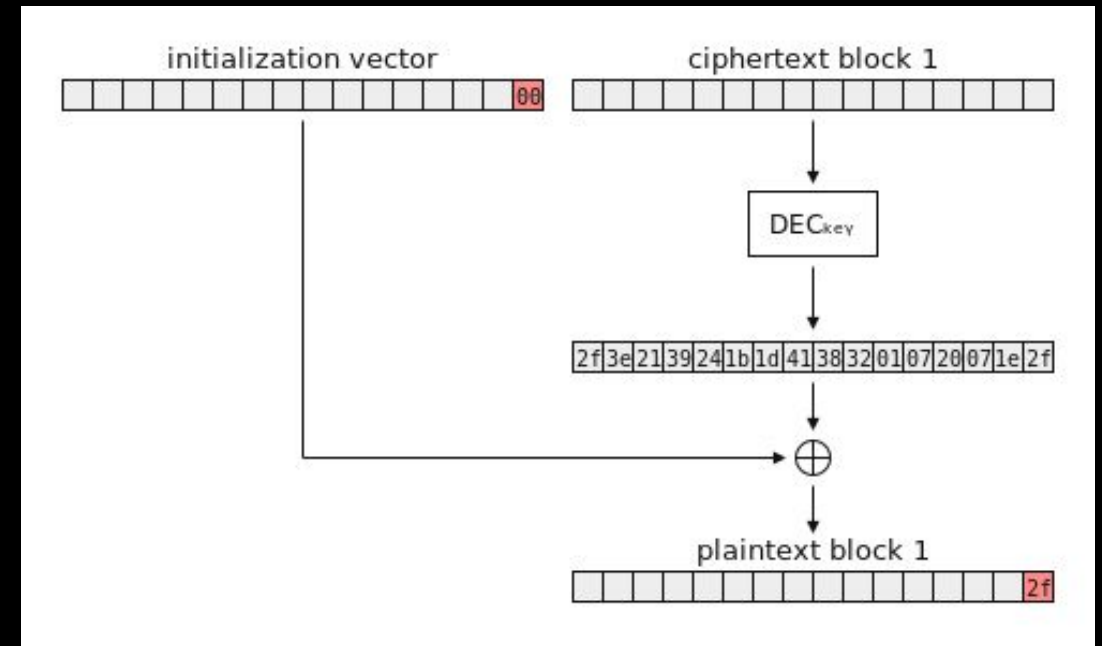 initialization vector
ciphertext block 1
00
DECkey
2f 3e 21 39 24 1b 1d 41 38 32 01 07 20 07 1e 2f
plaintext block 1
2f